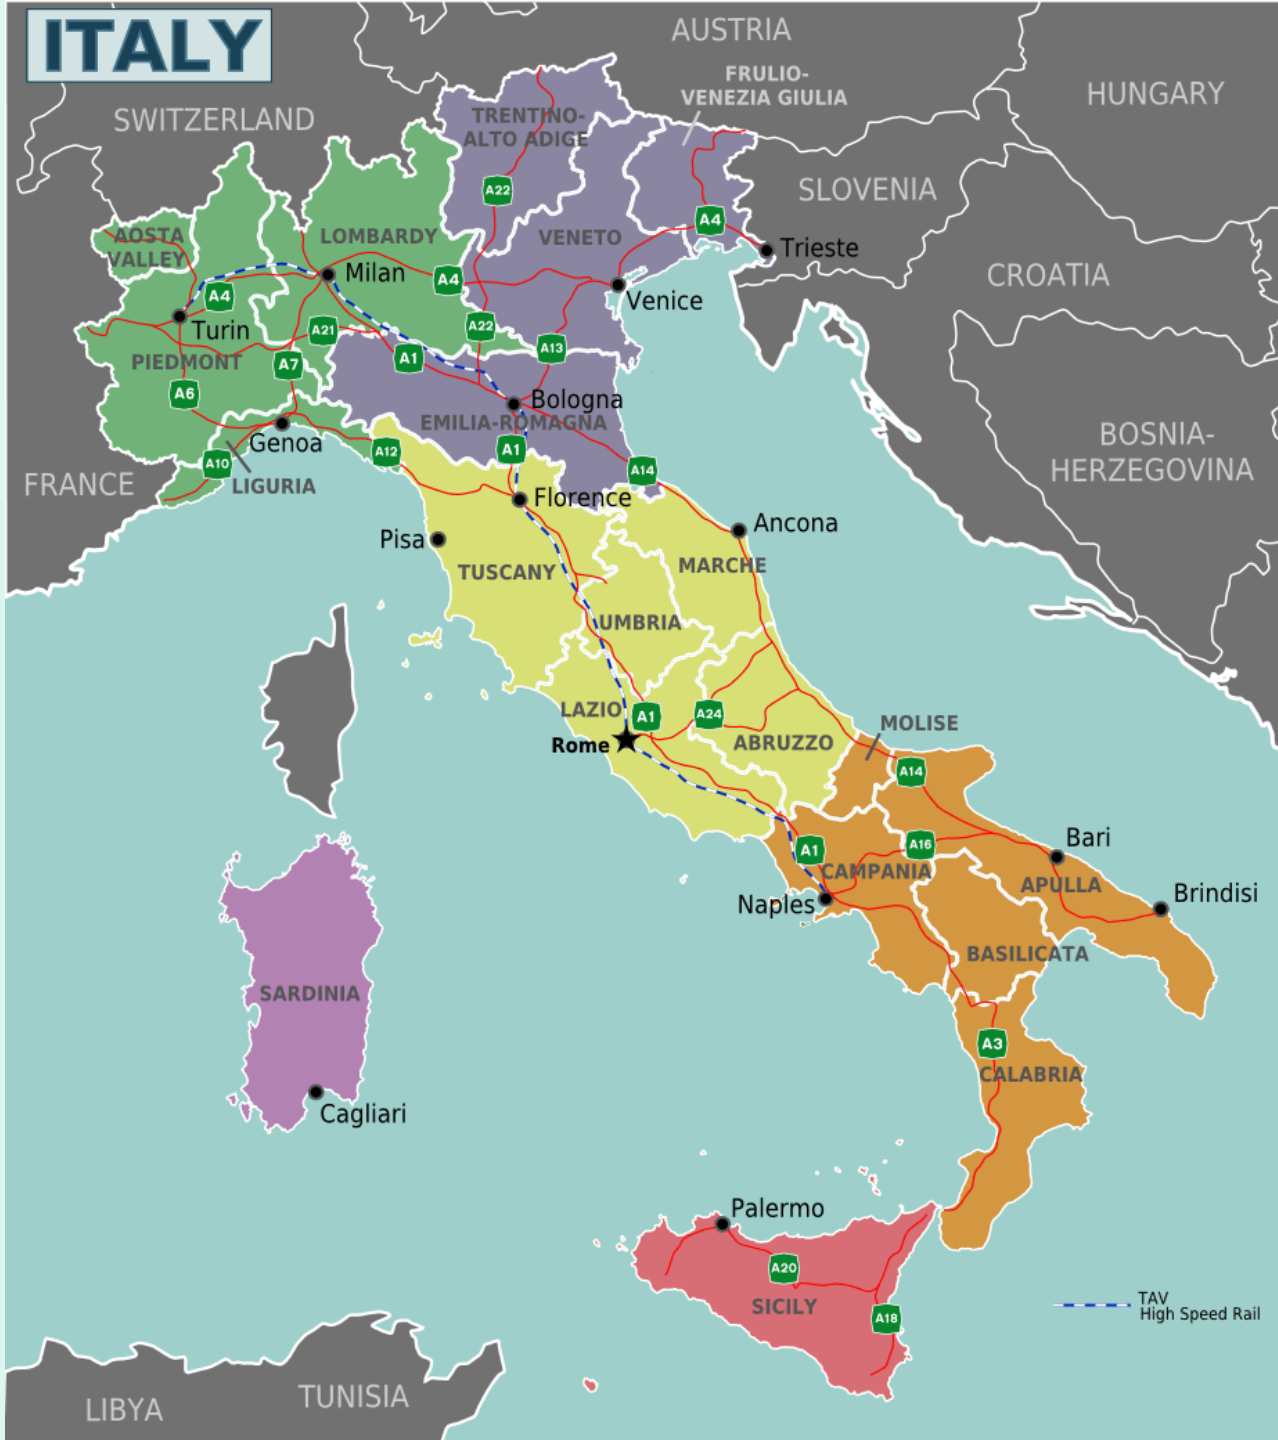 ITALY
AUSTRIA
FRULIO-
VENEZIA GIULIA
HUNGARY
SWITZERLAND
TRENTINO-
ALTO ADIGE
A22
SLOVENIA
A4
AOSTA
VALLEY
LOMBARDY
VENETO
Trieste
Milan
A4
A4
CROATIA
Venice
Turin
A21
A22
A13
PIEDMONT
A7
A1
A6
Bologna
EMILIA-ROMAGNA
Genoa
A12
A1
BOSNIA-
HERZEGOVINA
A10
LIGURIA
A14
FRANCE
Florence
Ancona
Pisa
TUSCANY
MARCHE
UMBRIA
LAZIO
A1
A24
MOLISE
Rome
ABRUZZO
A14
A1
A16
Bari
CAMPANIA
APULLA
Brindisi
Naples
BASILICATA
SARDINIA
A3
CALABRIA
Cagliari
Palermo
A20
SICILY
A18
TAV
High Speed Rail
TUNISIA
LIBYA